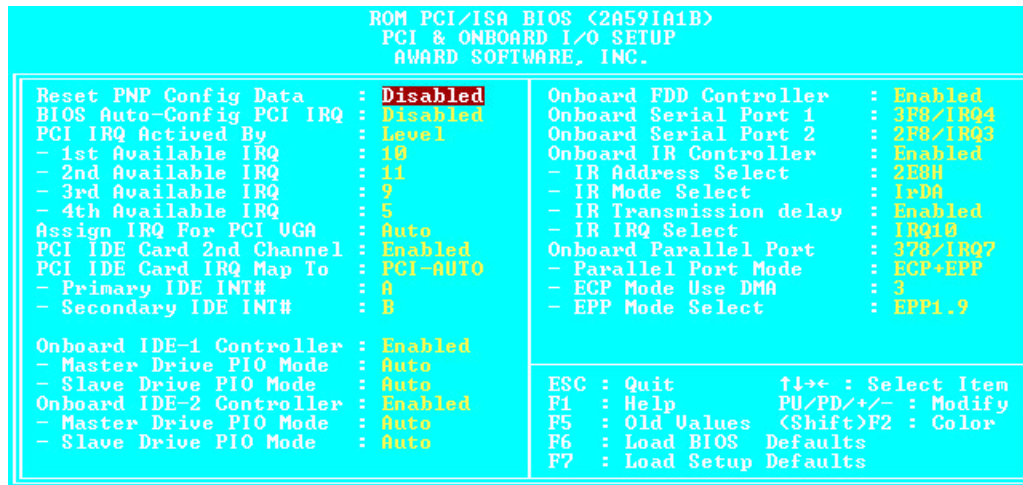 ROM PCI/ISA BIOS (2A59IA1B)
PCI & ONBOARD I/O SETUP
AWARD SOFTWARE, INC.
Reset PNP Config Data : Disabled
BIOS Auto-Config PCI IRQ : Disabled
PCI IRQ Actived By : Level
- 1st Available IRQ : 10
- 2nd Available IRQ : 11
- 3rd Available IRQ : 9
- 4th Available IRQ : 5
Assign IRQ For PCI VGA : Auto
PCI IDE Card 2nd Channel : Enabled
PCI IDE Card IRQ Map To : PCI-AUTO
- Primary IDE INT# : A
- Secondary IDE INT# : B
Onboard IDE-1 Controller : Enabled
- Master Drive PIO Mode : Auto
- Slave Drive PIO Mode : Auto
Onboard IDE-2 Controller : Enabled
- Master Drive PIO Mode : Auto
- Slave Drive PIO Mode : Auto
Onboard FDD Controller : Enabled
Onboard Serial Port 1 : 3F8/IRQ4
Onboard Serial Port 2 : 2F8/IRQ3
Onboard IR Controller : Enabled
- IR Address Select : 2E8H
- IR Mode Select : IrDA
- IR Transmission delay : Enabled
- IR IRQ Select : IRQ10
Onboard Parallel Port : 378/IRQ7
- Parallel Port Mode : ECP+EPP
- ECP Mode Use DMA : 3
- EPP Mode Select : EPP1.9
ESC : Quit ↑↓→← : Select Item
F1 : Help PU/PD/+/- : Modify
F5 : Old Values (Shift)F2 : Color
F6 : Load BIOS Defaults
F7 : Load Setup Defaults